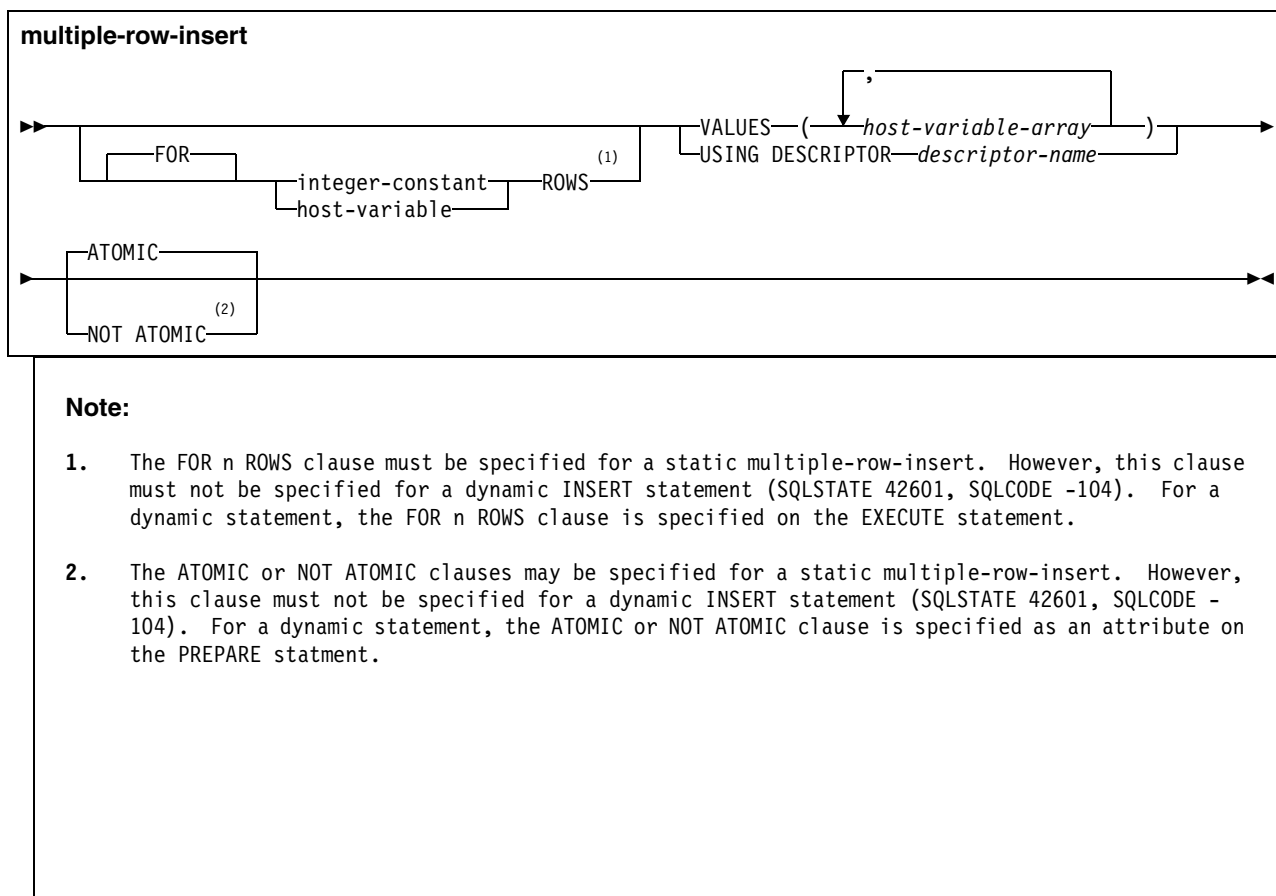 multiple-row-insert
,
VALUES ( host-variable-array )
FOR (1) USING DESCRIPTOR descriptor-name
integer-constant ROWS
host-variable
ATOMIC
(2)
NOT ATOMIC
Note:
1. The FOR n ROWS clause must be specified for a static multiple-row-insert. However, this clause
must not be specified for a dynamic INSERT statement (SQLSTATE 42601, SQLCODE -104). For a
dynamic statement, the FOR n ROWS clause is specified on the EXECUTE statement.
2. The ATOMIC or NOT ATOMIC clauses may be specified for a static multiple-row-insert. However,
this clause must not be specified for a dynamic INSERT statement (SQLSTATE 42601, SQLCODE -
104). For a dynamic statement, the ATOMIC or NOT ATOMIC clause is specified as an attribute on
the PREPARE statment.